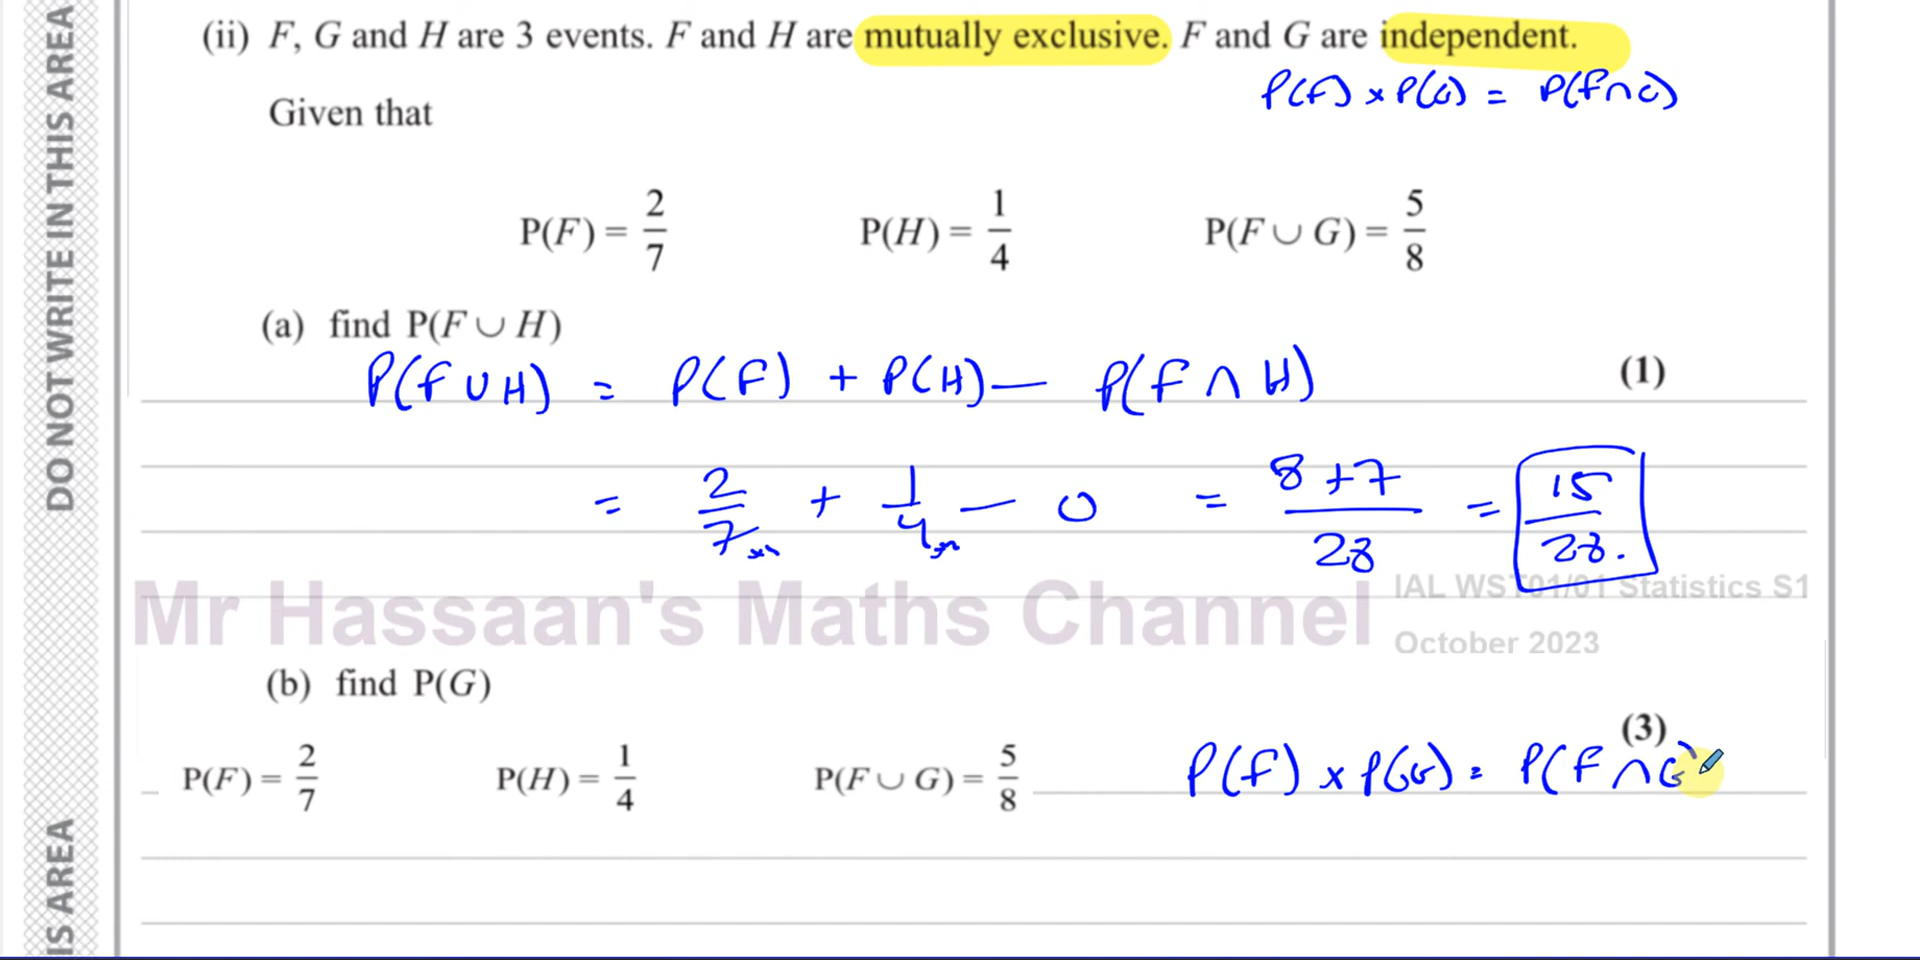 DO NOT WRITE IN THIS AREA
IS AREA
(ii) F, G and H are 3 events. F and H are mutually exclusive. F and G are independent.
P(F) × P(G) = P(F∩G)
Given that
P(F) = 2/7 P(H) = 1/4 P(F ∪ G) = 5/8
(a) find P(F ∪ H)
(1)
P(F ∪ H) = P(F) + P(H) — P(F ∩ H)
= 2/7 + 1/4 — 0 = 8+7/28 = 15/28.
Mr Hassaan's Maths Channel
IAL WST01/01 Statistics S1
October 2023
(b) find P(G)
(3)
P(F) = 2/7 P(H) = 1/4 P(F ∪ G) = 5/8 P(F) × P(G) = P(F ∩ G)